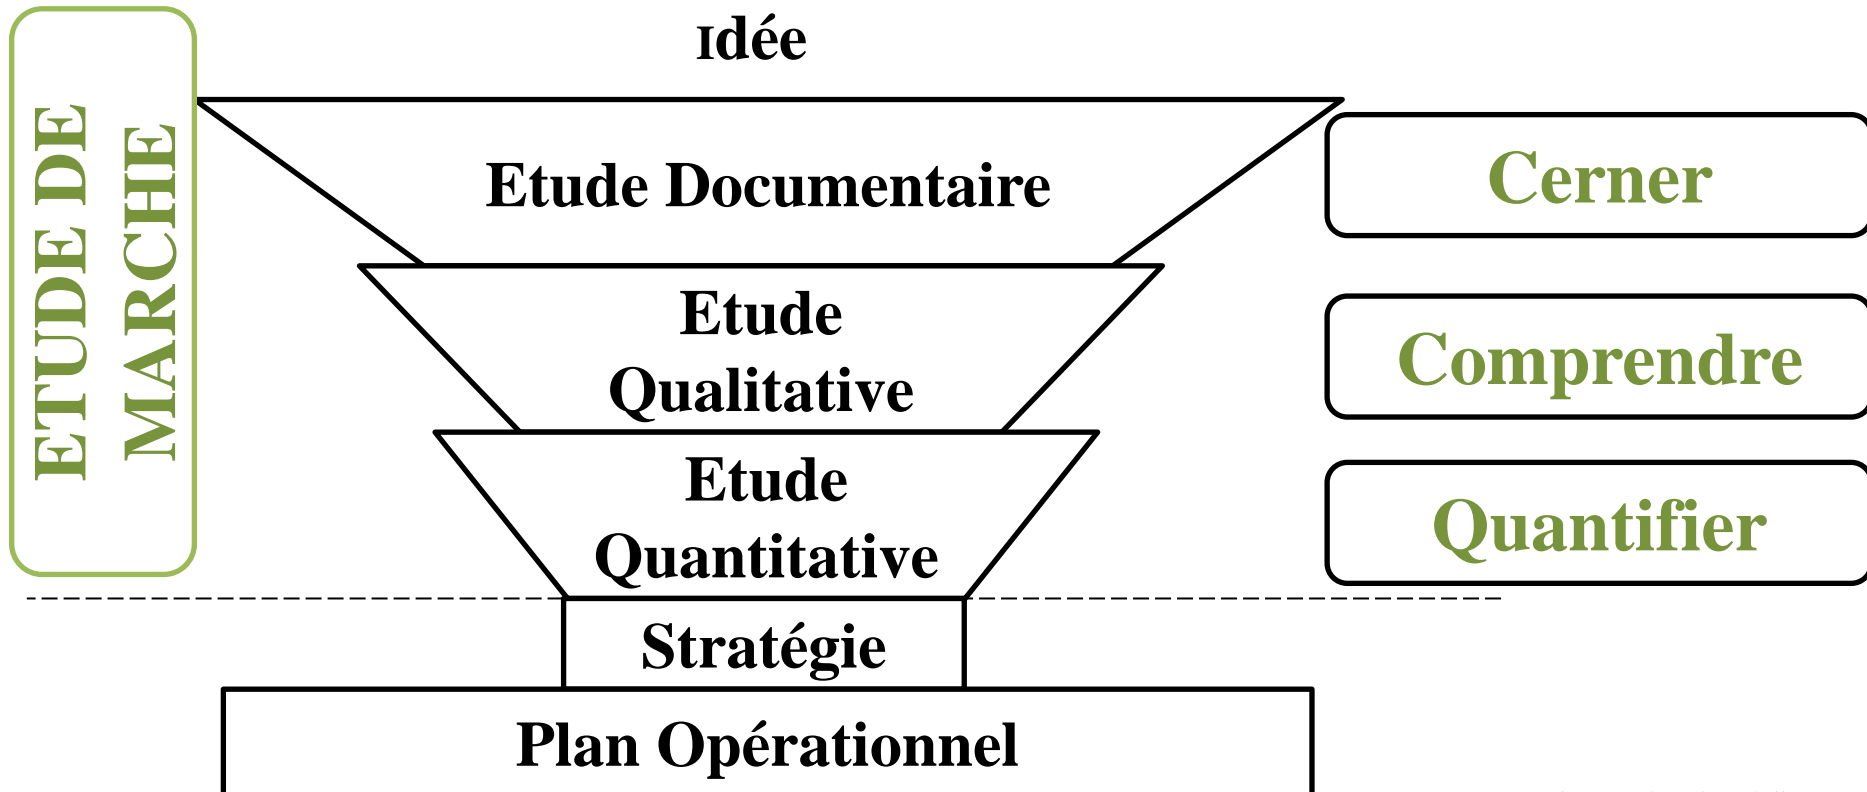 ETUDE DE
MARCHE
Idée
Etude Documentaire
Cerner
Etude
Qualitative
Comprendre
Etude
Quantitative
Quantifier
Stratégie
Plan Opérationnel